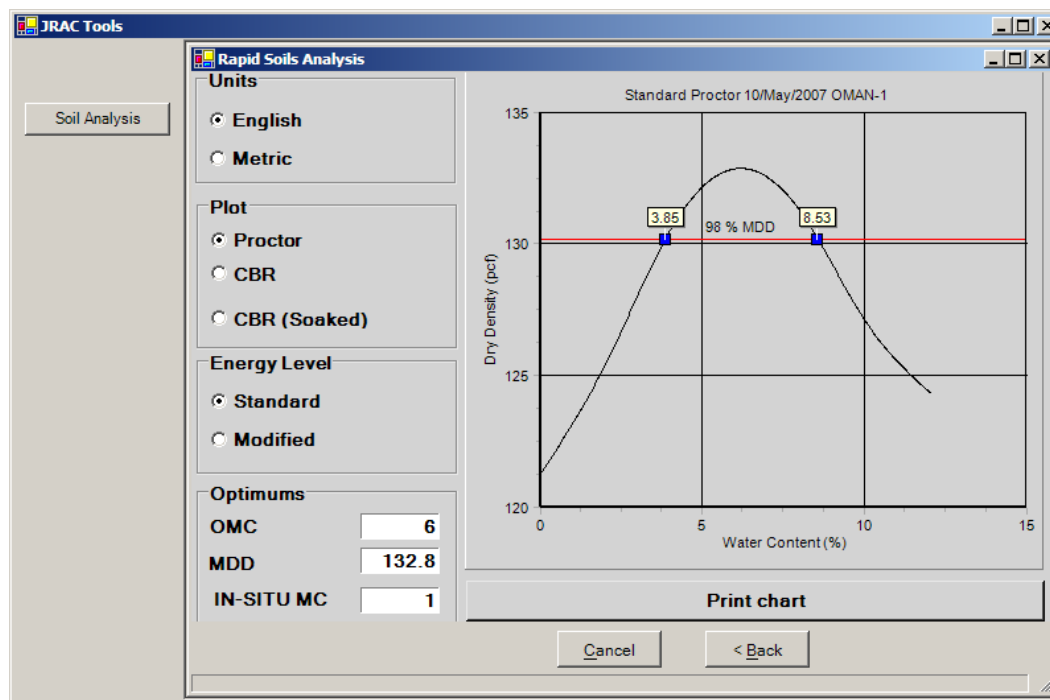 JRAC Tools
Soil Analysis
Rapid Soils Analysis
Units
English
Metric
Plot
Proctor
CBR
CBR (Soaked)
Energy Level
Standard
Modified
Optimums
OMC 6
MDD 132.8
IN-SITU MC 1
Standard Proctor 10/May/2007 OMAN-1
135
130
125
120
Dry Density (pcf)
3.85
98 % MDD
8.53
0 5 10 15
Water Content (%)
Print chart
Cancel < Back